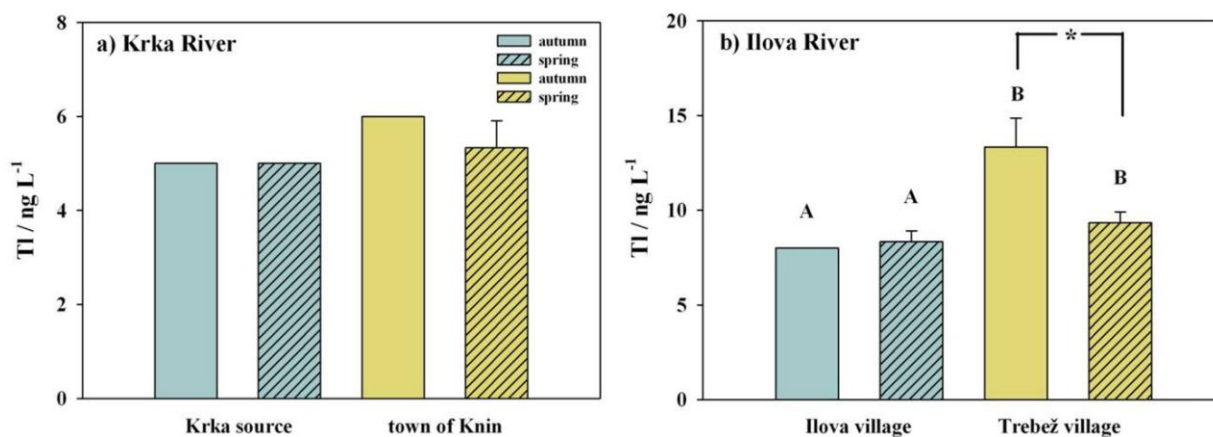 a) Krka River
autumn
spring
autumn
spring
8
6
4
2
0
Tl / ng L⁻¹
Krka source
town of Knin
b) Ilova River
*
B
B
A
A
20
15
10
5
0
Tl / ng L⁻¹
Ilova village
Trebež village